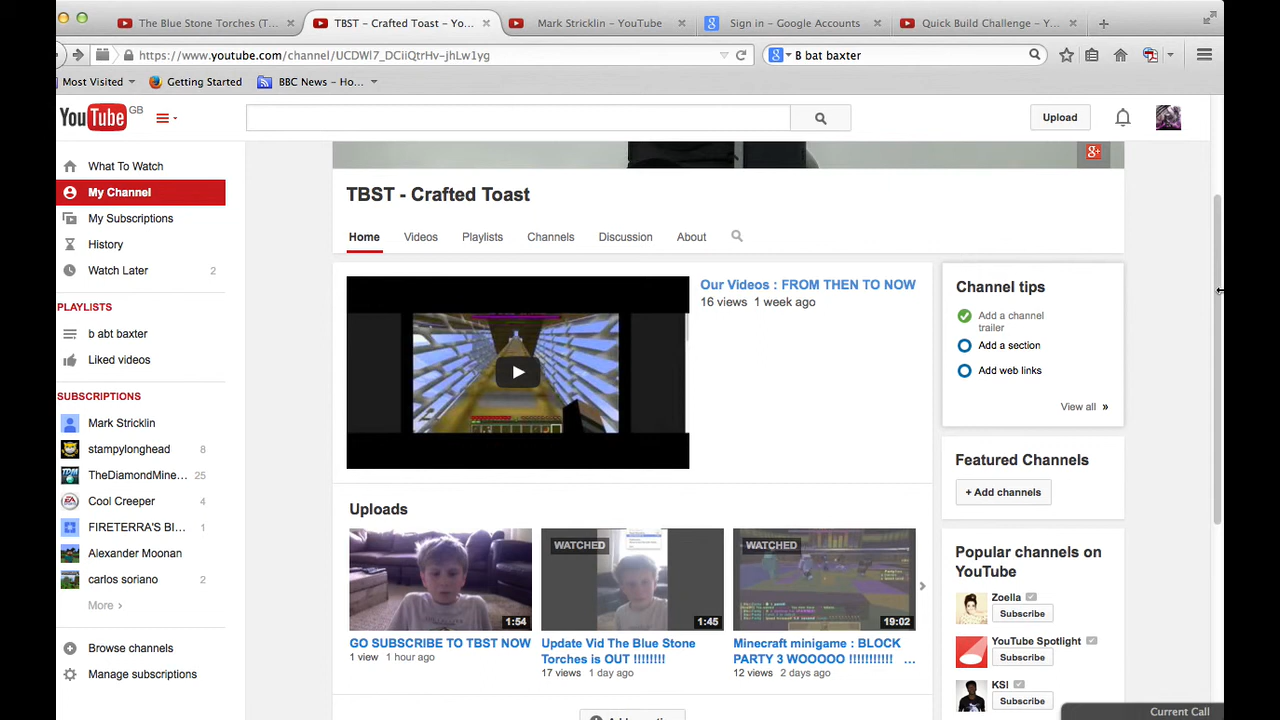 The Blue Stone Torches (T...
TBST – Crafted Toast – Yo...
Mark Stricklin – YouTube
Sign in – Google Accounts
Quick Build Challenge – Y...
https://www.youtube.com/channel/UCDWl7_DCiiQtrHv-jhLw1yg
B bat baxter
Most Visited
Getting Started
BBC News – Ho...
YouTube GB
Upload
What To Watch
My Channel
My Subscriptions
History
Watch Later 2
PLAYLISTS
b abt baxter
Liked videos
SUBSCRIPTIONS
Mark Stricklin
stampylonghead 8
TheDiamondMine... 25
Cool Creeper 4
FIRETERRA'S BI... 1
Alexander Moonan
carlos soriano 2
More ›
Browse channels
Manage subscriptions
g+
TBST - Crafted Toast
Home Videos Playlists Channels Discussion About
Our Videos : FROM THEN TO NOW
16 views 1 week ago
Uploads
1:54
GO SUBSCRIBE TO TBST NOW
1 view 1 hour ago
WATCHED
1:45
Update Vid The Blue Stone
Torches is OUT !!!!!!!!
17 views 1 day ago
WATCHED
19:02
Minecraft minigame : BLOCK
PARTY 3 WOOOOO !!!!!!!!!!! ...
12 views 2 days ago
Channel tips
Add a channel
trailer
Add a section
Add web links
View all »
Featured Channels
+ Add channels
Popular channels on
YouTube
Zoella
Subscribe
YouTube Spotlight
Subscribe
KSI
Subscribe
Current Call